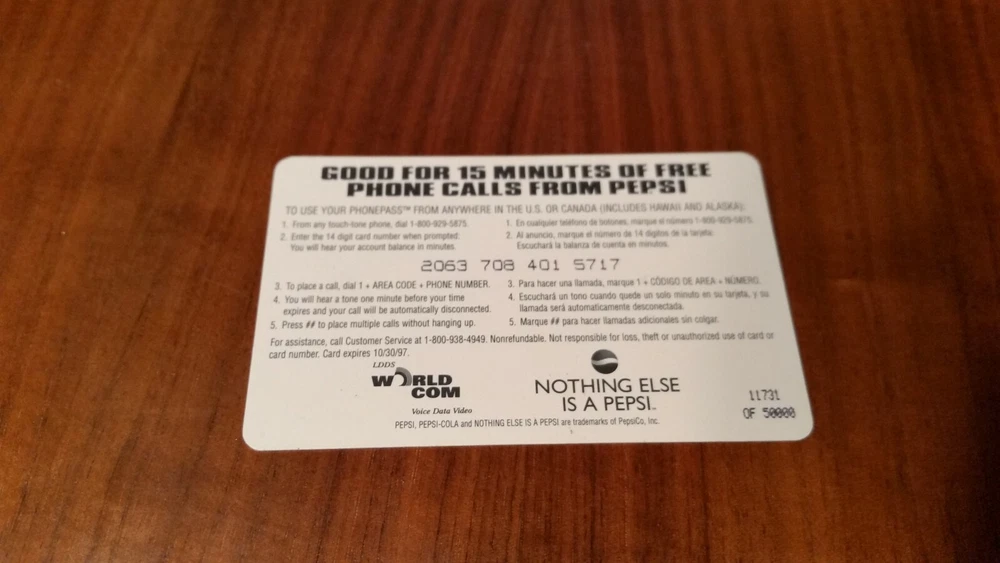 GOOD FOR 15 MINUTES OF FREE
PHONE CALLS FROM PEPSI
TO USE YOUR PHONEPASS™ FROM ANYWHERE IN THE U.S. OR CANADA (INCLUDES HAWAII AND ALASKA):
1. From any touch-tone phone, dial 1-800-929-5875.
2. Enter the 14 digit card number when prompted.
You will hear your account balance in minutes.
1. En cualquier teléfono de botones, marque el número 1-800-929-5875.
2. Al anuncio, marque el número de 14 dígitos de la tarjeta.
Escuchará la balanza de cuenta en minutos.
2063 708 401 5717
3. To place a call, dial 1 + AREA CODE + PHONE NUMBER.
4. You will hear a tone one minute before your time
expires and your call will be automatically disconnected.
5. Press ## to place multiple calls without hanging up.
3. Para hacer una llamada, marque 1 + CÓDIGO DE AREA + NÚMERO.
4. Escuchará un tono cuando quede un solo minuto en su tarjeta, y su
llamada será automaticamente desconectada.
5. Marque ## para hacer llamadas adicionales sin colgar.
For assistance, call Customer Service at 1-800-938-4949. Nonrefundable. Not responsible for loss, theft or unauthorized use of card or
card number. Card expires 10/30/97.
LDDS
WORLD
COM
Voice Data Video
NOTHING ELSE
IS A PEPSI™
11731
OF 50000
PEPSI, PEPSI-COLA and NOTHING ELSE IS A PEPSI are trademarks of PepsiCo, Inc.